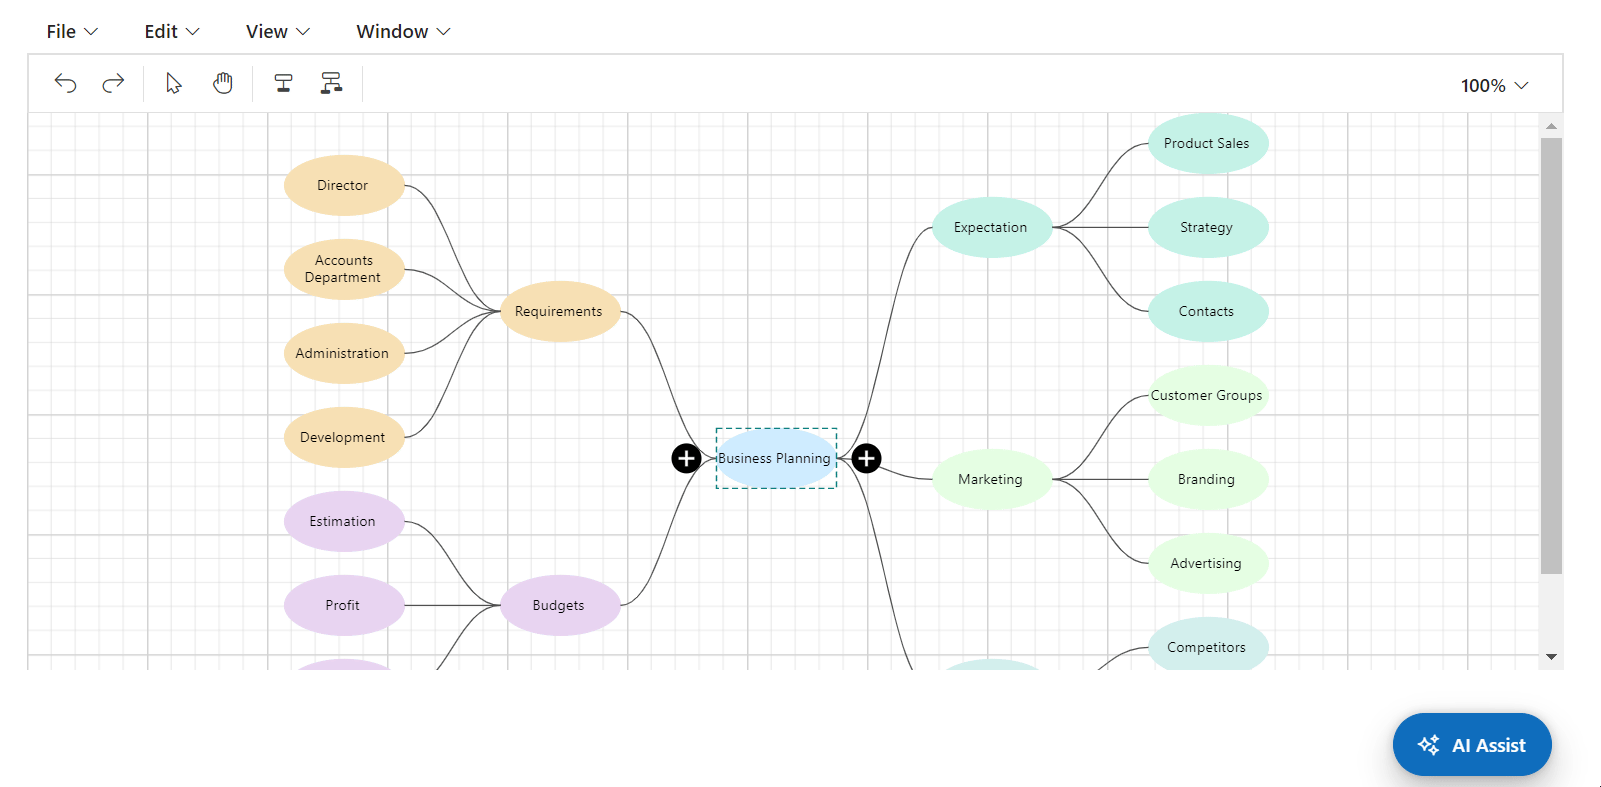 File
Edit
View
Window
100%
Product Sales
Director
Expectation
Strategy
Accounts
Department
Requirements
Contacts
Administration
Customer Groups
Development
Business Planning
Marketing
Branding
Estimation
Advertising
Profit
Budgets
Competitors
AI Assist